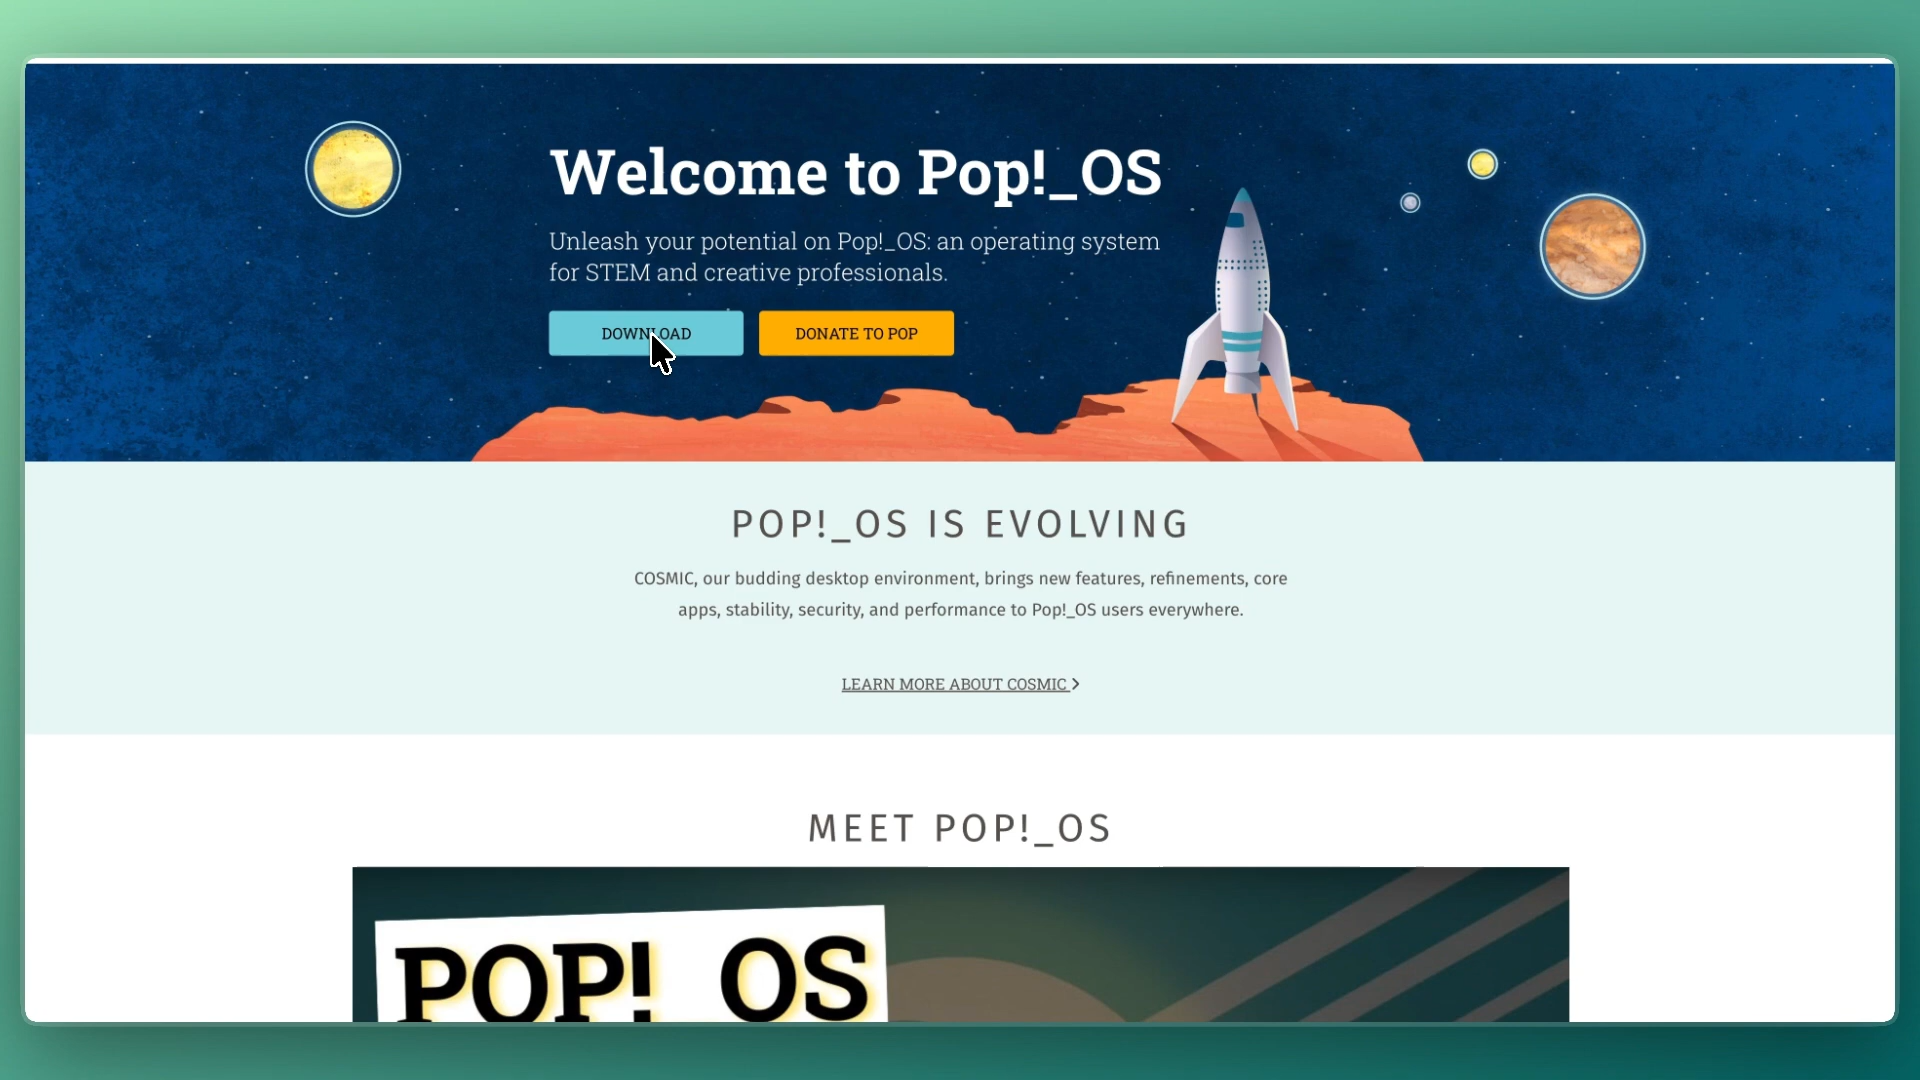 Welcome to Pop!_OS
Unleash your potential on Pop!_OS: an operating system
for STEM and creative professionals.
DOWNLOAD
DONATE TO POP
POP!_OS IS EVOLVING
COSMIC, our budding desktop environment, brings new features, refinements, core
apps, stability, security, and performance to Pop!_OS users everywhere.
LEARN MORE ABOUT COSMIC >
MEET POP!_OS
POP!_OS